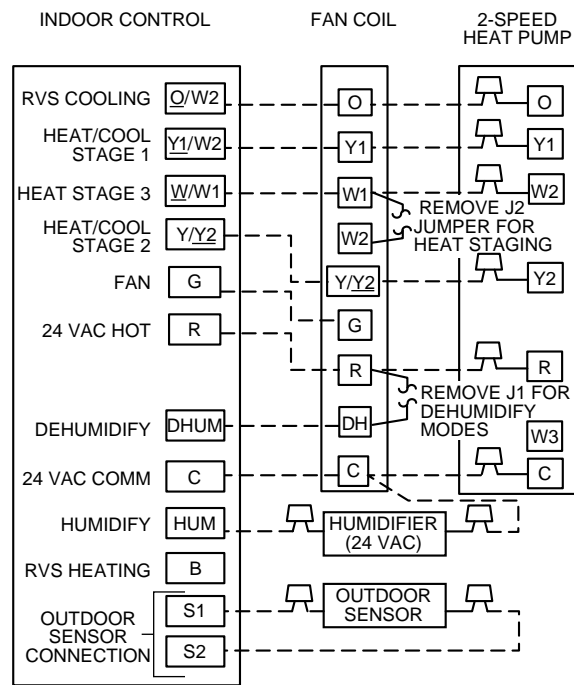 INDOOR CONTROL
FAN COIL
2-SPEED
HEAT PUMP
RVS COOLING
O/W2
O
O
HEAT/COOL
STAGE 1
Y1/W2
Y1
Y1
HEAT STAGE 3
W/W1
W1
W2
REMOVE J2
JUMPER FOR
HEAT STAGING
HEAT/COOL
STAGE 2
Y/Y2
W2
Y/Y2
Y2
FAN
G
G
24 VAC HOT
R
R
R
REMOVE J1 FOR
DEHUMIDIFY
MODES
DEHUMIDIFY
DHUM
DH
W3
24 VAC COMM
C
C
C
HUMIDIFY
HUM
HUMIDIFIER
(24 VAC)
RVS HEATING
B
OUTDOOR
SENSOR
CONNECTION
S1
S2
OUTDOOR
SENSOR